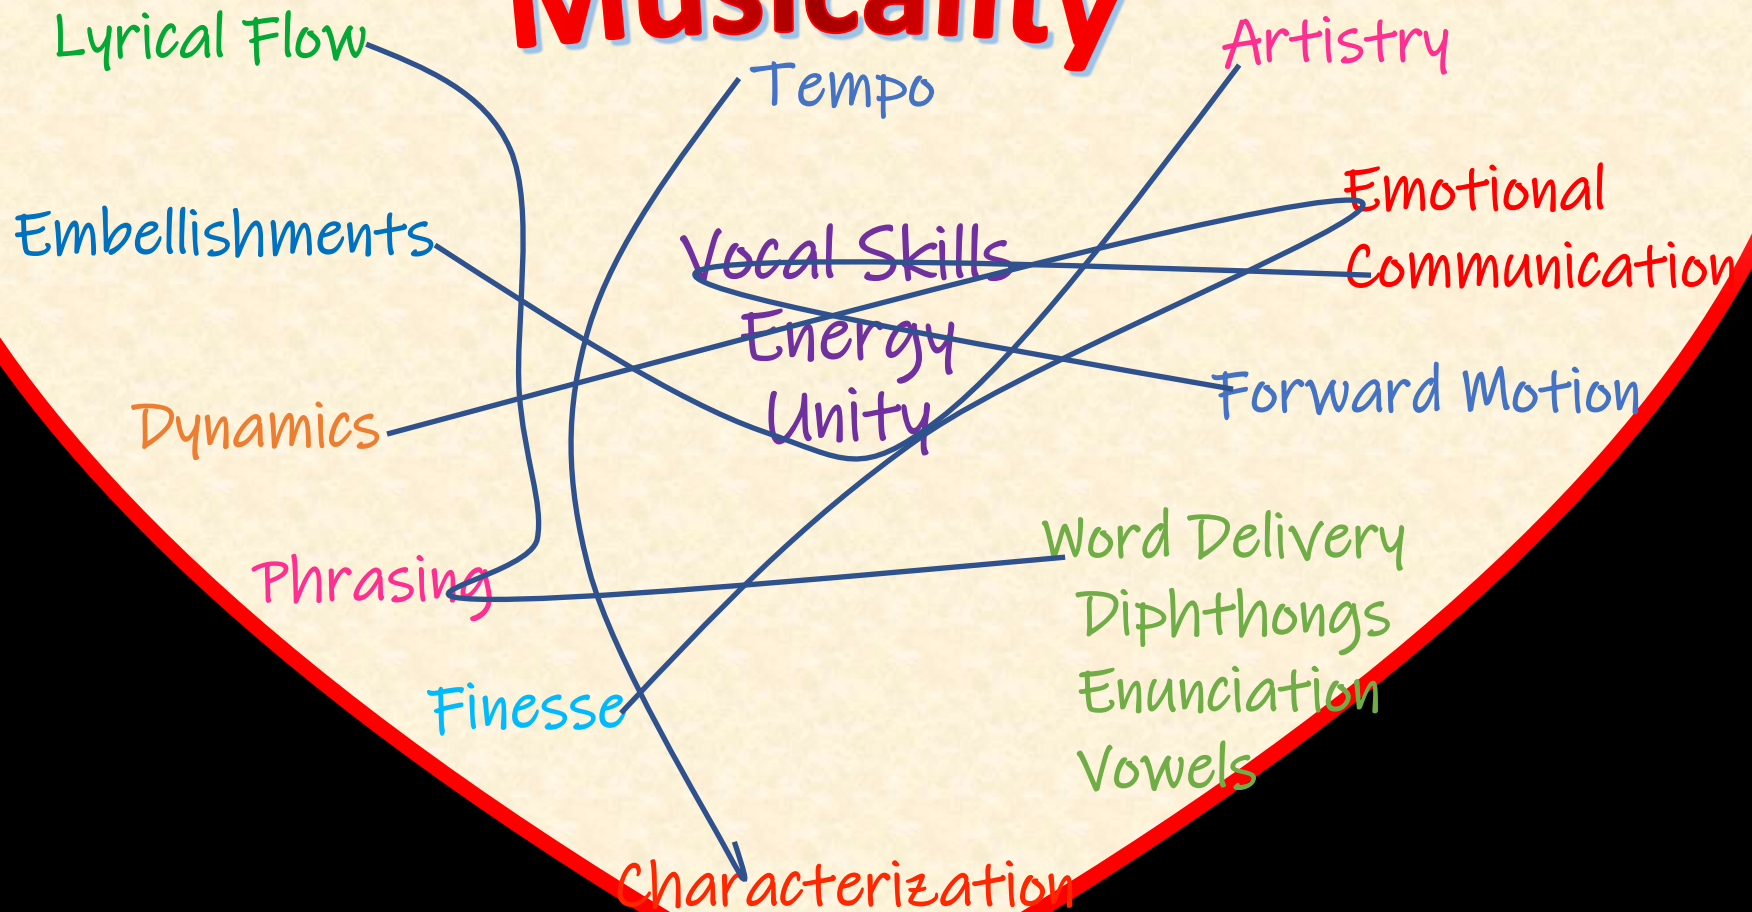 Musicality
Lyrical Flow
Artistry
Tempo
Emotional
Communication
Embellishments
Vocal Skills
Energy
Unity
Forward Motion
Dynamics
Word Delivery
Diphthongs
Enunciation
Vowels
Phrasing
Finesse
Characterization